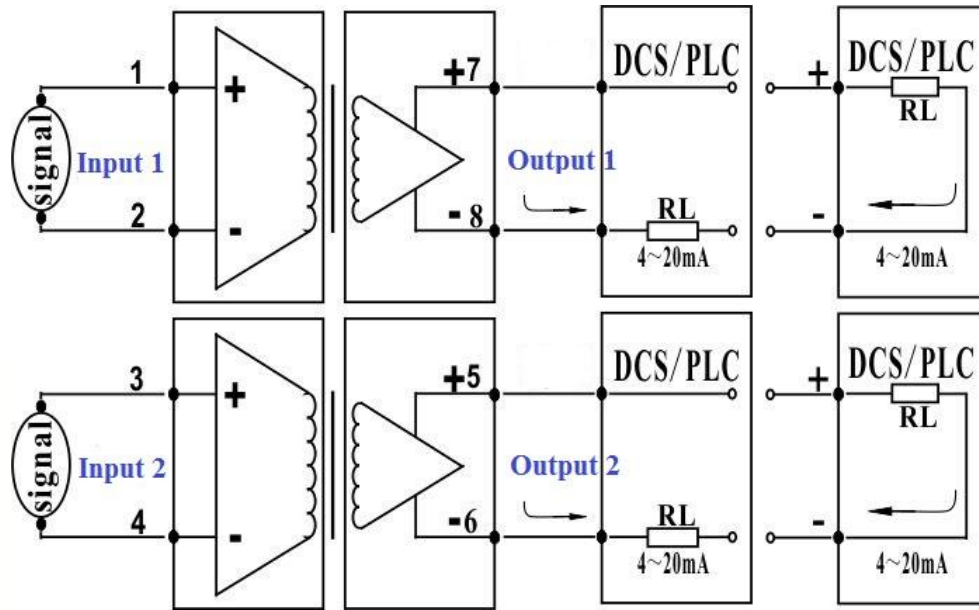 1
+
signal
Input 1
2
-
+7
-8
Output 1
DCS/PLC
RL
4~20mA
+
DCS/PLC
RL
-
4~20mA
3
+
signal
Input 2
4
-
+5
-6
Output 2
DCS/PLC
RL
4~20mA
+
DCS/PLC
RL
-
4~20mA